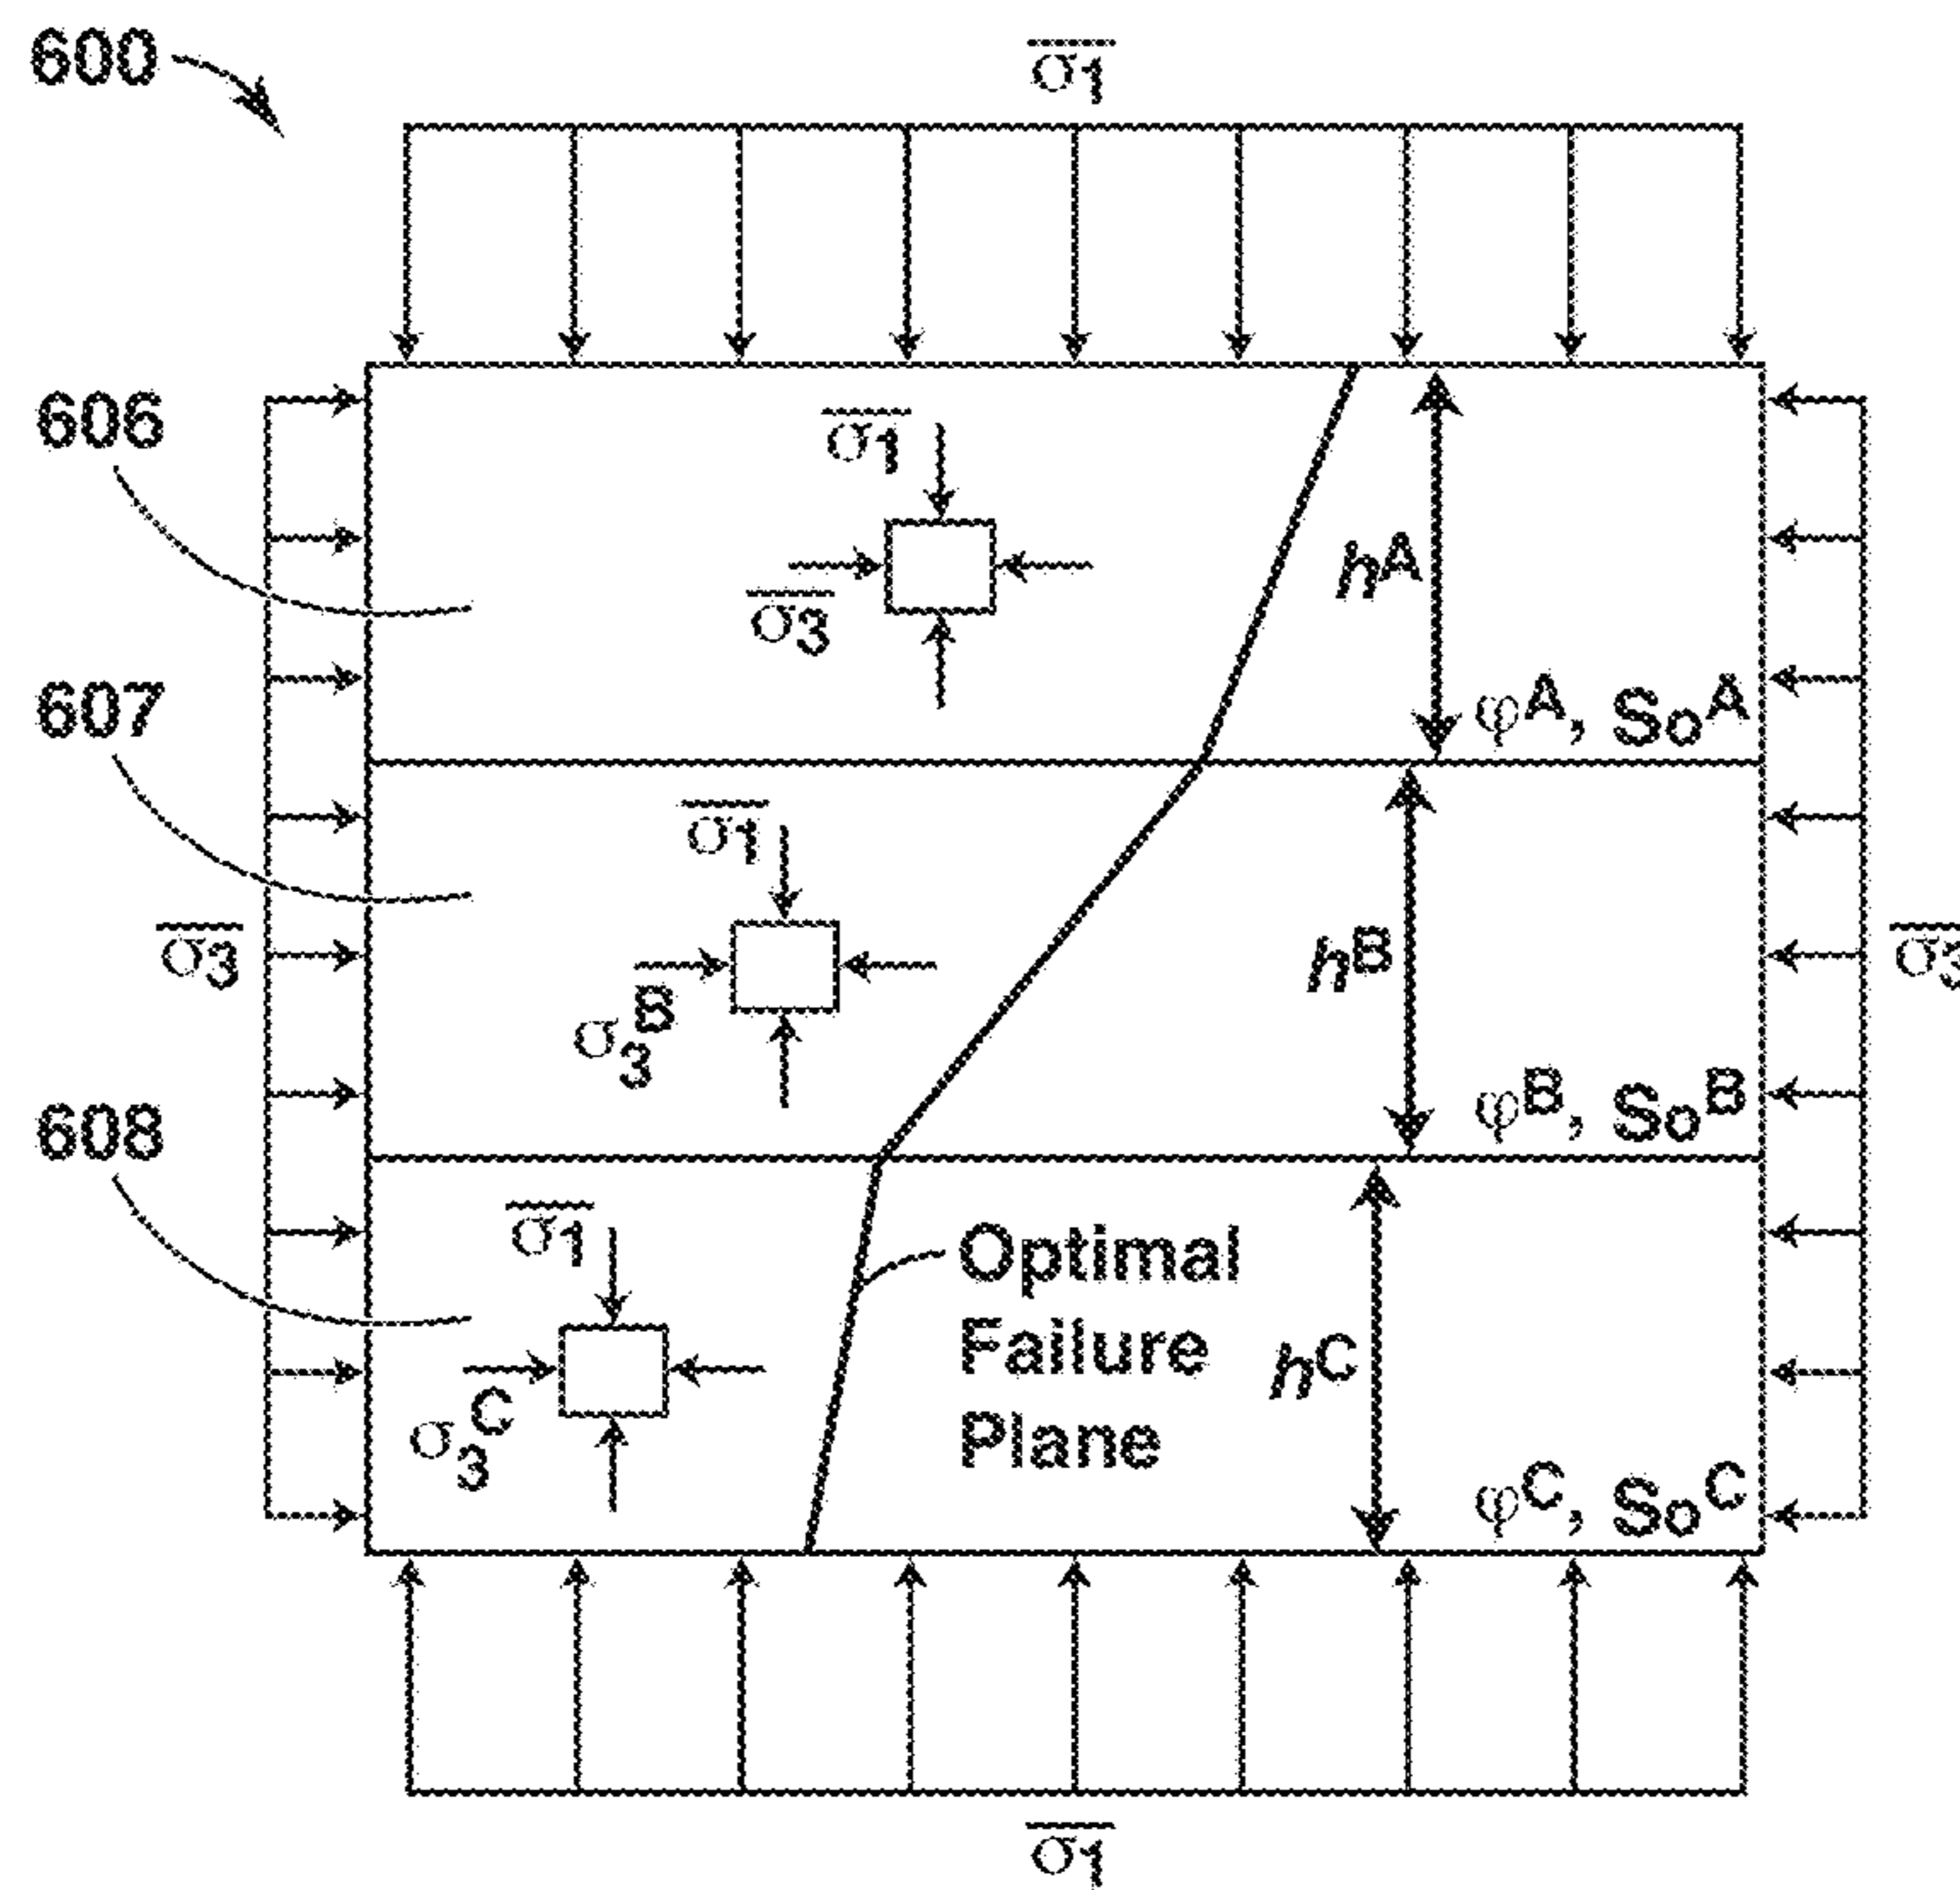 600
σ1
606
σ1
hA
σ3
φA, SoA
607
σ1
σ3
hB
σ3
σ3B
φB, SoB
608
σ1
Optimal
Failure
Plane
hC
σ3C
φC, SoC
σ1